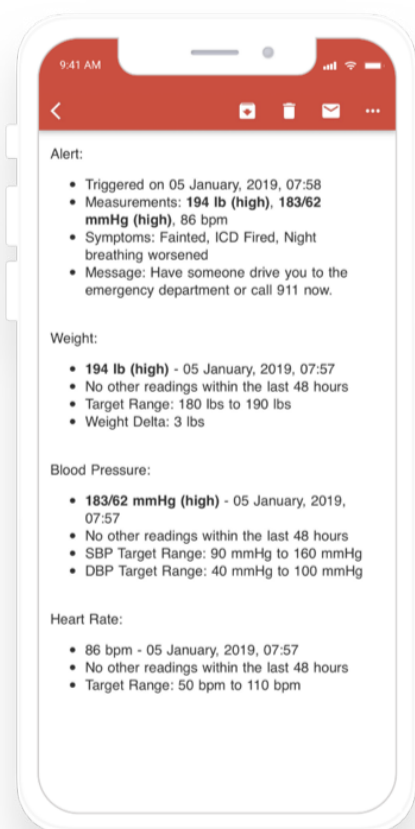 9:41 AM
Alert:
• Triggered on 05 January, 2019, 07:58
• Measurements: 194 lb (high), 183/62
mmHg (high), 86 bpm
• Symptoms: Fainted, ICD Fired, Night
breathing worsened
• Message: Have someone drive you to the
emergency department or call 911 now.
Weight:
• 194 lb (high) - 05 January, 2019, 07:57
• No other readings within the last 48 hours
• Target Range: 180 lbs to 190 lbs
• Weight Delta: 3 lbs
Blood Pressure:
• 183/62 mmHg (high) - 05 January, 2019,
07:57
• No other readings within the last 48 hours
• SBP Target Range: 90 mmHg to 160 mmHg
• DBP Target Range: 40 mmHg to 100 mmHg
Heart Rate:
• 86 bpm - 05 January, 2019, 07:57
• No other readings within the last 48 hours
• Target Range: 50 bpm to 110 bpm